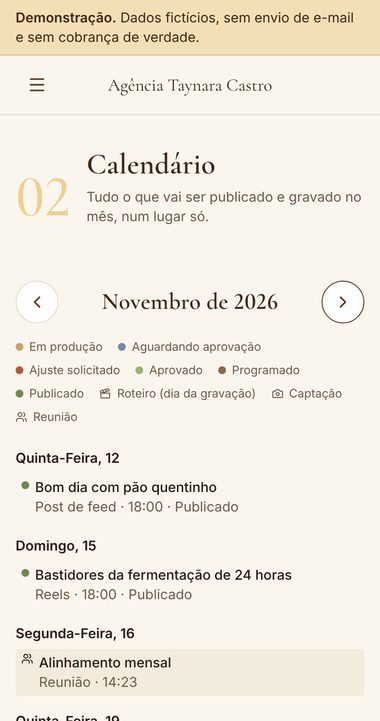 Demonstração. Dados fictícios, sem envio de e-mail
e sem cobrança de verdade.
Agência Taynara Castro
02
Calendário
Tudo o que vai ser publicado e gravado no
mês, num lugar só.
Novembro de 2026
Em produção Aguardando aprovação
Ajuste solicitado Aprovado Programado
Publicado Roteiro (dia da gravação) Captação
Reunião
Quinta-Feira, 12
Bom dia com pão quentinho
Post de feed · 18:00 · Publicado
Domingo, 15
Bastidores da fermentação de 24 horas
Reels · 18:00 · Publicado
Segunda-Feira, 16
Alinhamento mensal
Reunião · 14:23
Quinta-Feira, 19